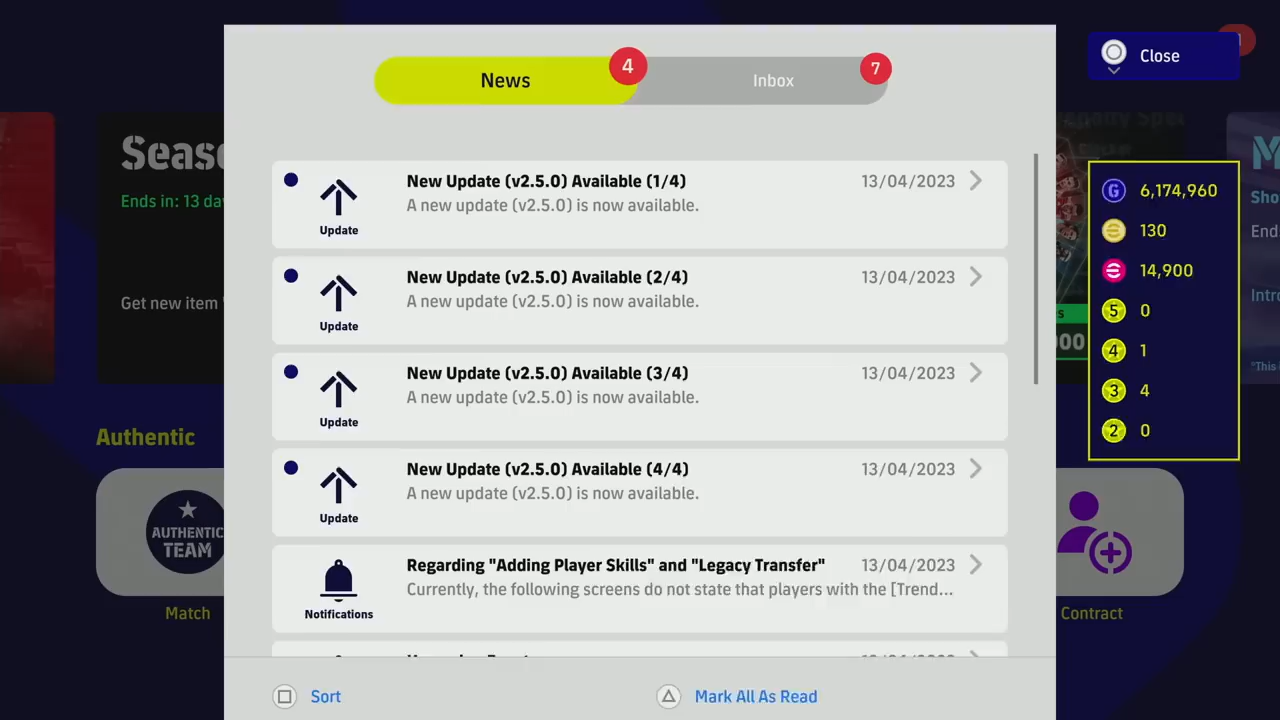 News
4
Inbox
7
Close
New Update (v2.5.0) Available (1/4)
13/04/2023
A new update (v2.5.0) is now available.
Update
New Update (v2.5.0) Available (2/4)
13/04/2023
A new update (v2.5.0) is now available.
Update
New Update (v2.5.0) Available (3/4)
13/04/2023
A new update (v2.5.0) is now available.
Update
New Update (v2.5.0) Available (4/4)
13/04/2023
A new update (v2.5.0) is now available.
Update
Regarding "Adding Player Skills" and "Legacy Transfer"
13/04/2023
Currently, the following screens do not state that players with the [Trend...
Notifications
Sort
Mark All As Read
G 6,174,960
130
14,900
5 0
4 1
3 4
2 0
Seas
Ends in: 13 da
Get new item
Authentic
AUTHENTIC
TEAM
Match
Contract
00
M
Sho
End
Intr
"This